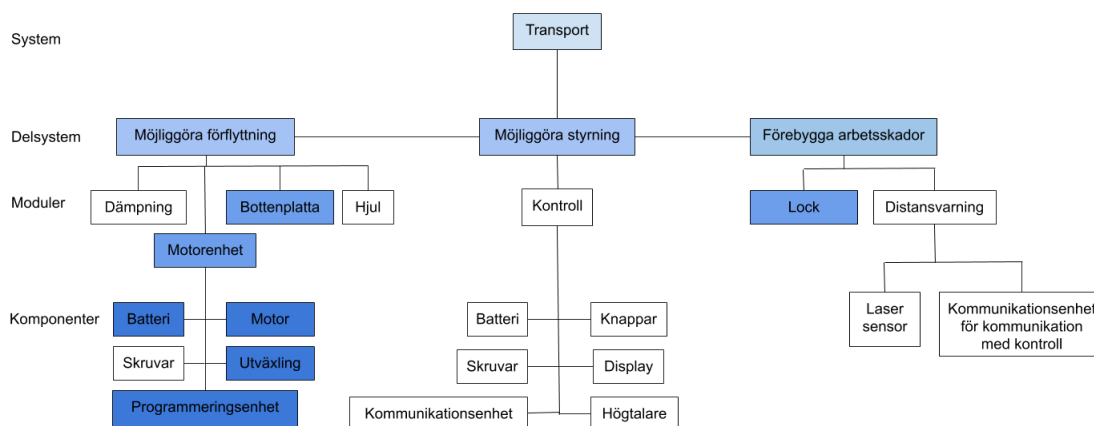 System
Transport
Delsystem
Möjliggöra förflyttning
Möjliggöra styrning
Förebygga arbetsskador
Moduler
Dämpning
Bottenplatta
Hjul
Kontroll
Lock
Distansvarning
Motorenhet
Komponenter
Batteri
Motor
Batteri
Knappar
Laser
sensor
Kommunikationsenhet
för kommunikation
med kontroll
Skruvar
Utväxling
Skruvar
Display
Programmeringsenhet
Kommunikationsenhet
Högtalare